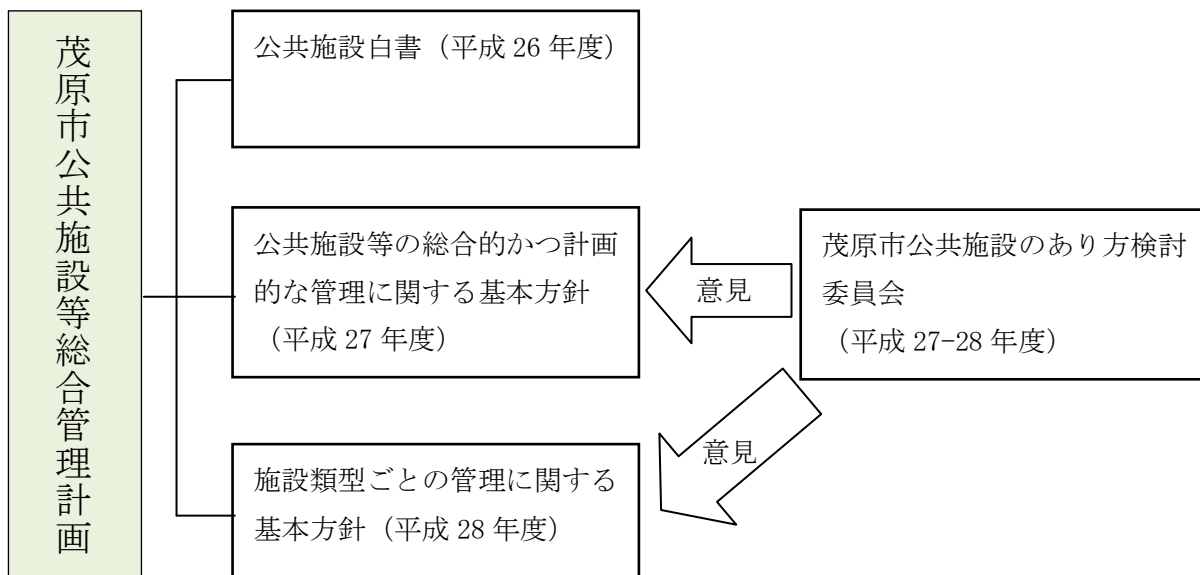 茂原市公共施設等総合管理計画
公共施設白書（平成 26 年度）
公共施設等の総合的かつ計画
的な管理に関する基本方針
（平成 27 年度）
意見
茂原市公共施設のあり方検討
委員会
（平成 27-28 年度）
意見
施設類型ごとの管理に関する
基本方針（平成 28 年度）